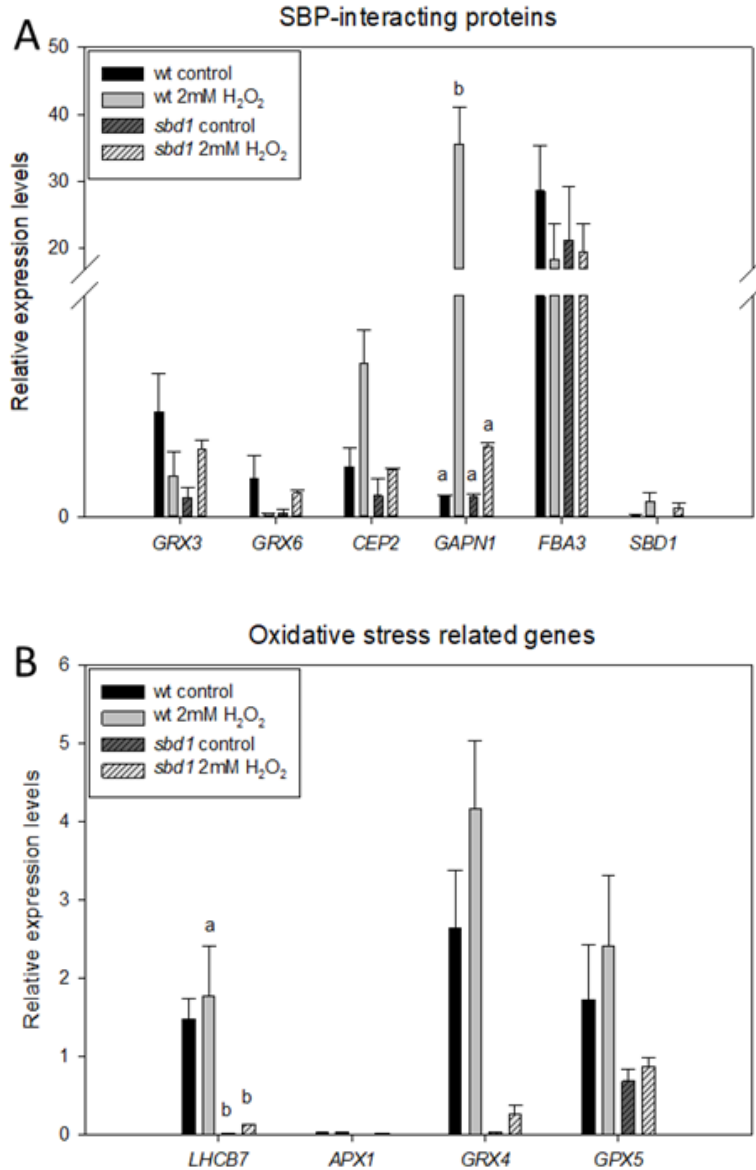 A
SBP-interacting proteins
50
40
30
20
0
Relative expression levels
wt control
wt 2mM H₂O₂
sbd1 control
sbd1 2mM H₂O₂
b
a
a
a
GRX3 GRX6 CEP2 GAPN1 FBA3 SBD1
B
Oxidative stress related genes
6
5
4
3
2
1
0
Relative expression levels
wt control
wt 2mM H₂O₂
sbd1 control
sbd1 2mM H₂O₂
a
b
b
LHCB7 APX1 GRX4 GPX5